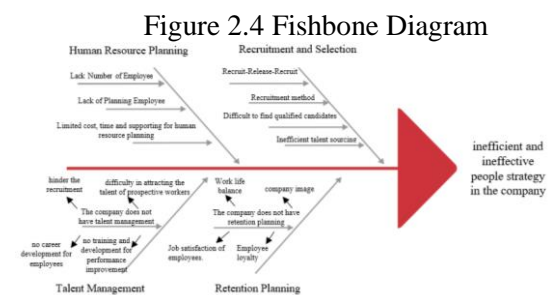 Figure 2.4 Fishbone Diagram
Human Resource Planning
Recruitment and Selection
Lack Number of Employee
Lack of Planning Employee
Limited cost, time and supporting for human
resource planning
Recruit-Release-Recruit
Recruitment method
Difficult to find qualified candidates
Inefficient talent sourcing
inefficient and
ineffective
people strategy
in the company
hinder the
recruitment
difficulty in attracting the
talent of prospective workers
The company does not
have talent management
no career
development for
employees
no training and
development for
performance
improvement
Work life
balance
company image
The company does not have
retention planning
Job satisfaction of
employees.
Employee
loyalty
Talent Management
Retention Planning